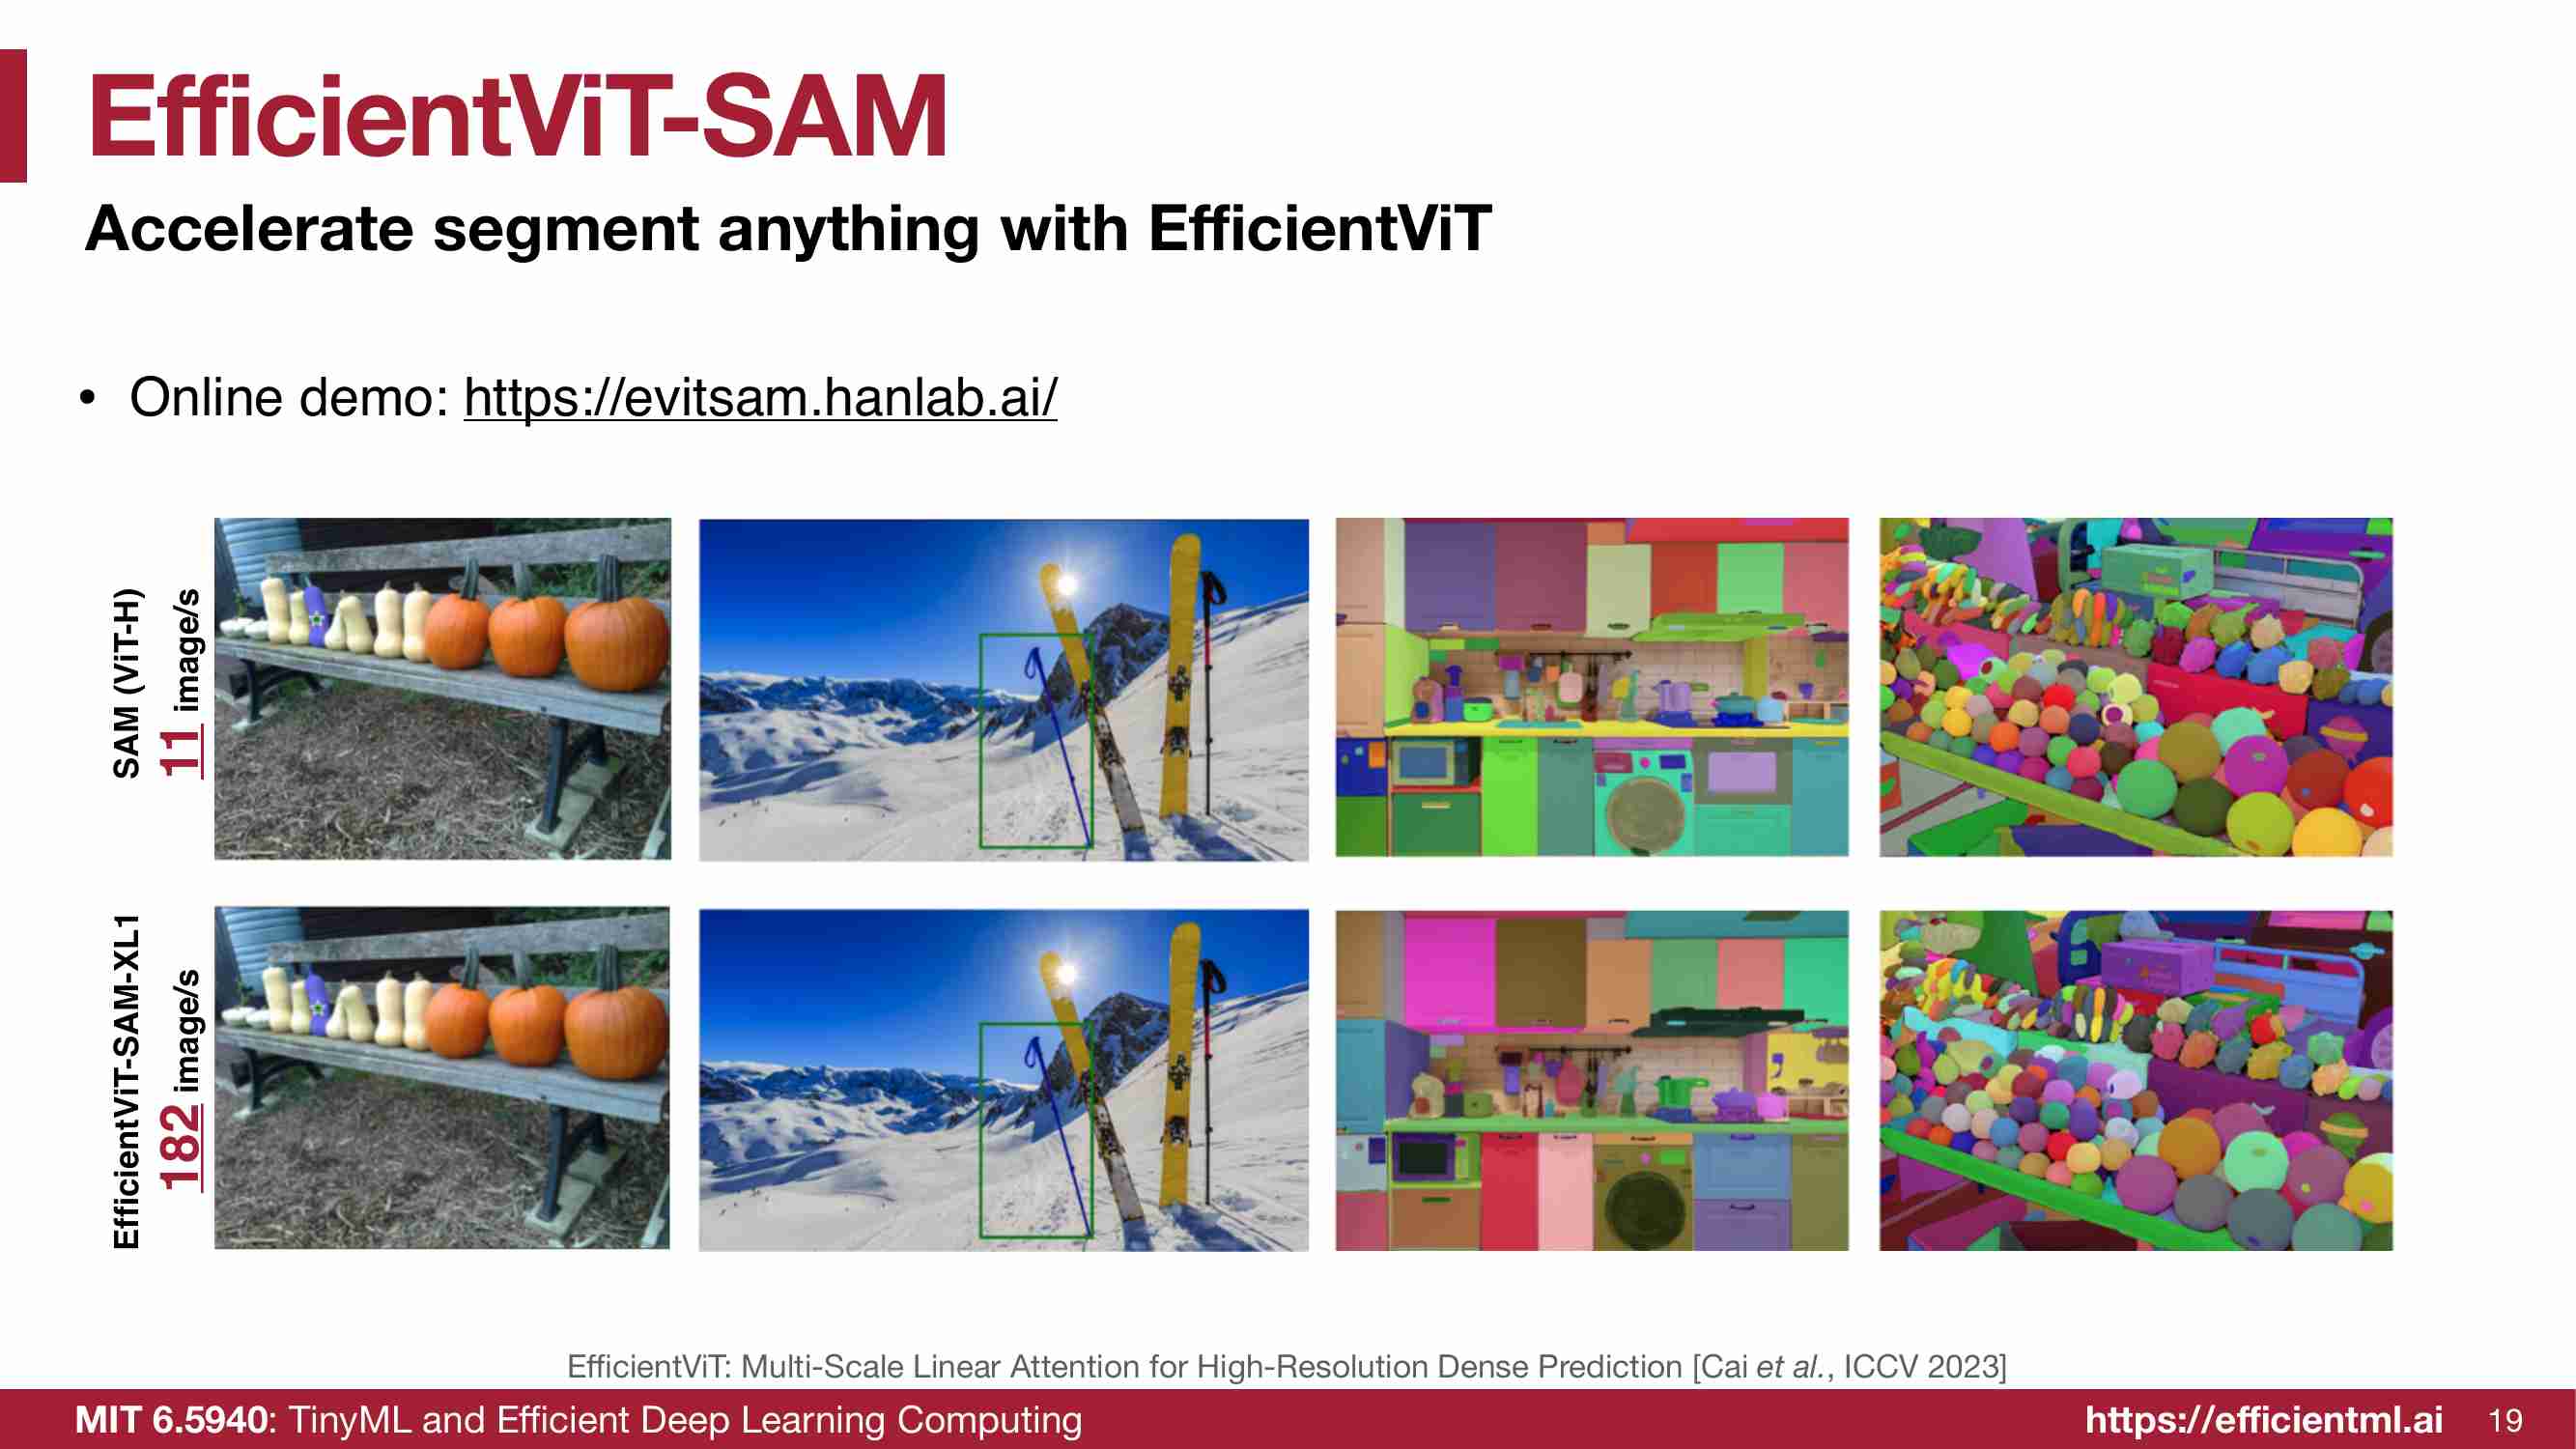 EfficientViT-SAM
Accelerate segment anything with EfficientViT
• Online demo: https://evitsam.hanlab.ai/
SAM (ViT-H)
11 image/s
EfficientViT-SAM-XL1
182 image/s
EfficientViT: Multi-Scale Linear Attention for High-Resolution Dense Prediction [Cai et al., ICCV 2023]
MIT 6.5940: TinyML and Efficient Deep Learning Computing
https://efficientml.ai 19